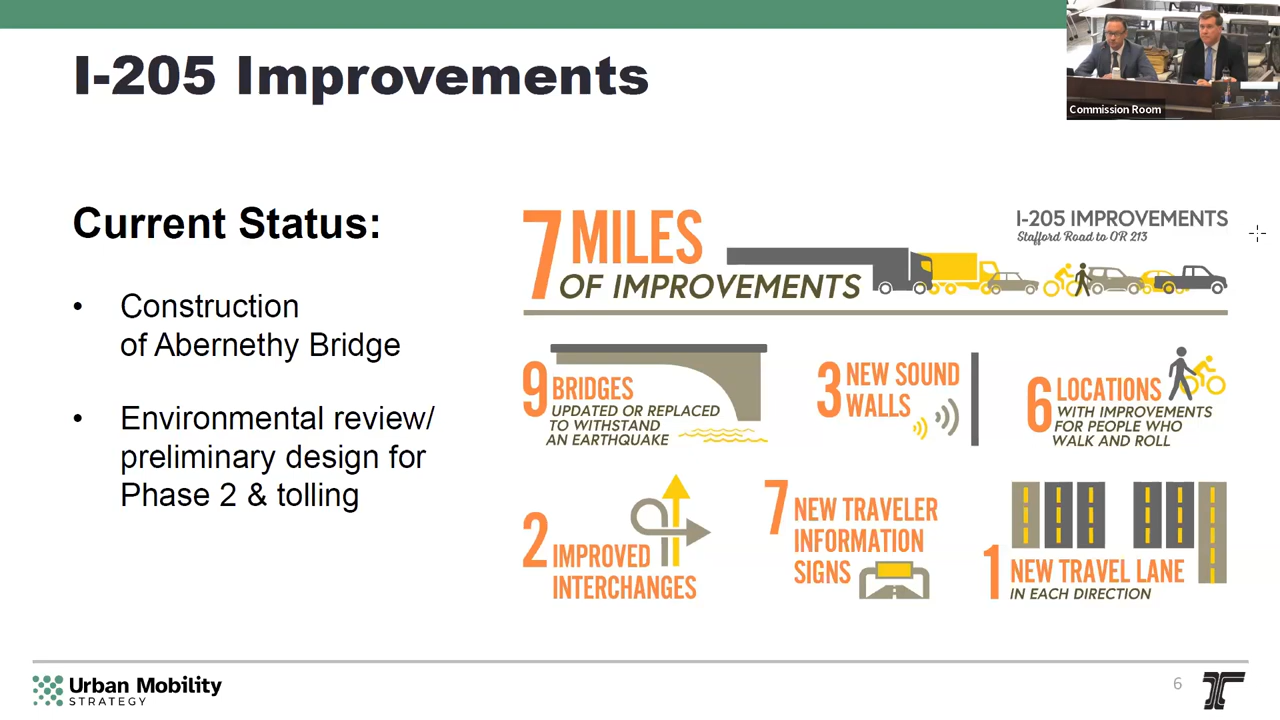 I-205 Improvements
Commission Room
Current Status:
• Construction
of Abernethy Bridge
• Environmental review/
preliminary design for
Phase 2 & tolling
I-205 IMPROVEMENTS
Stafford Road to OR 213
7 MILES
OF IMPROVEMENTS
9 BRIDGES
UPDATED OR REPLACED
TO WITHSTAND
AN EARTHQUAKE
3 NEW SOUND
WALLS
6 LOCATIONS
WITH IMPROVEMENTS
FOR PEOPLE WHO
WALK AND ROLL
2 IMPROVED
INTERCHANGES
7 NEW TRAVELER
INFORMATION
SIGNS
1 NEW TRAVEL LANE
IN EACH DIRECTION
Urban Mobility
STRATEGY
6